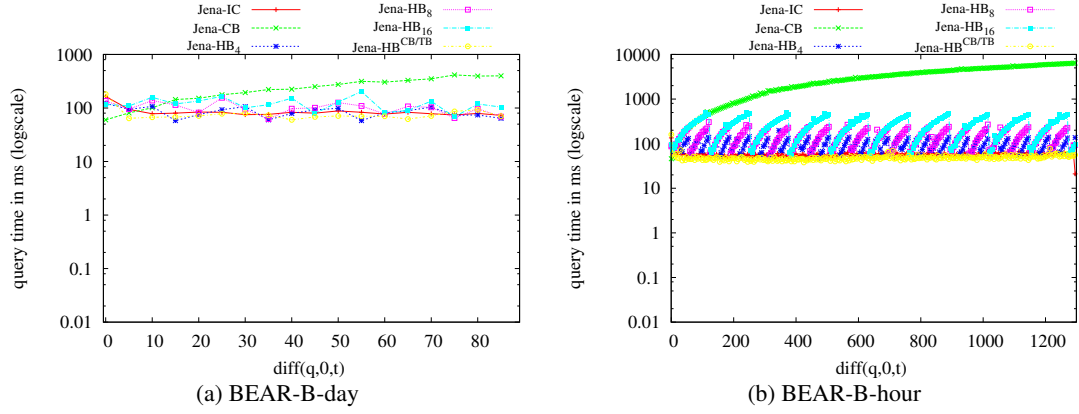 Jena-IC
Jena-HB8
Jena-CB
Jena-HB16
Jena-HB4
Jena-HBCB/TB
1000
100
10
1
0.1
0.01
query time in ms (logscale)
0 10 20 30 40 50 60 70 80
diff(q,0,t)
(a) BEAR-B-day
Jena-IC
Jena-HB8
Jena-CB
Jena-HB16
Jena-HB4
Jena-HBCB/TB
10000
1000
100
10
1
0.1
0.01
query time in ms (logscale)
0 200 400 600 800 1000 1200
diff(q,0,t)
(b) BEAR-B-hour